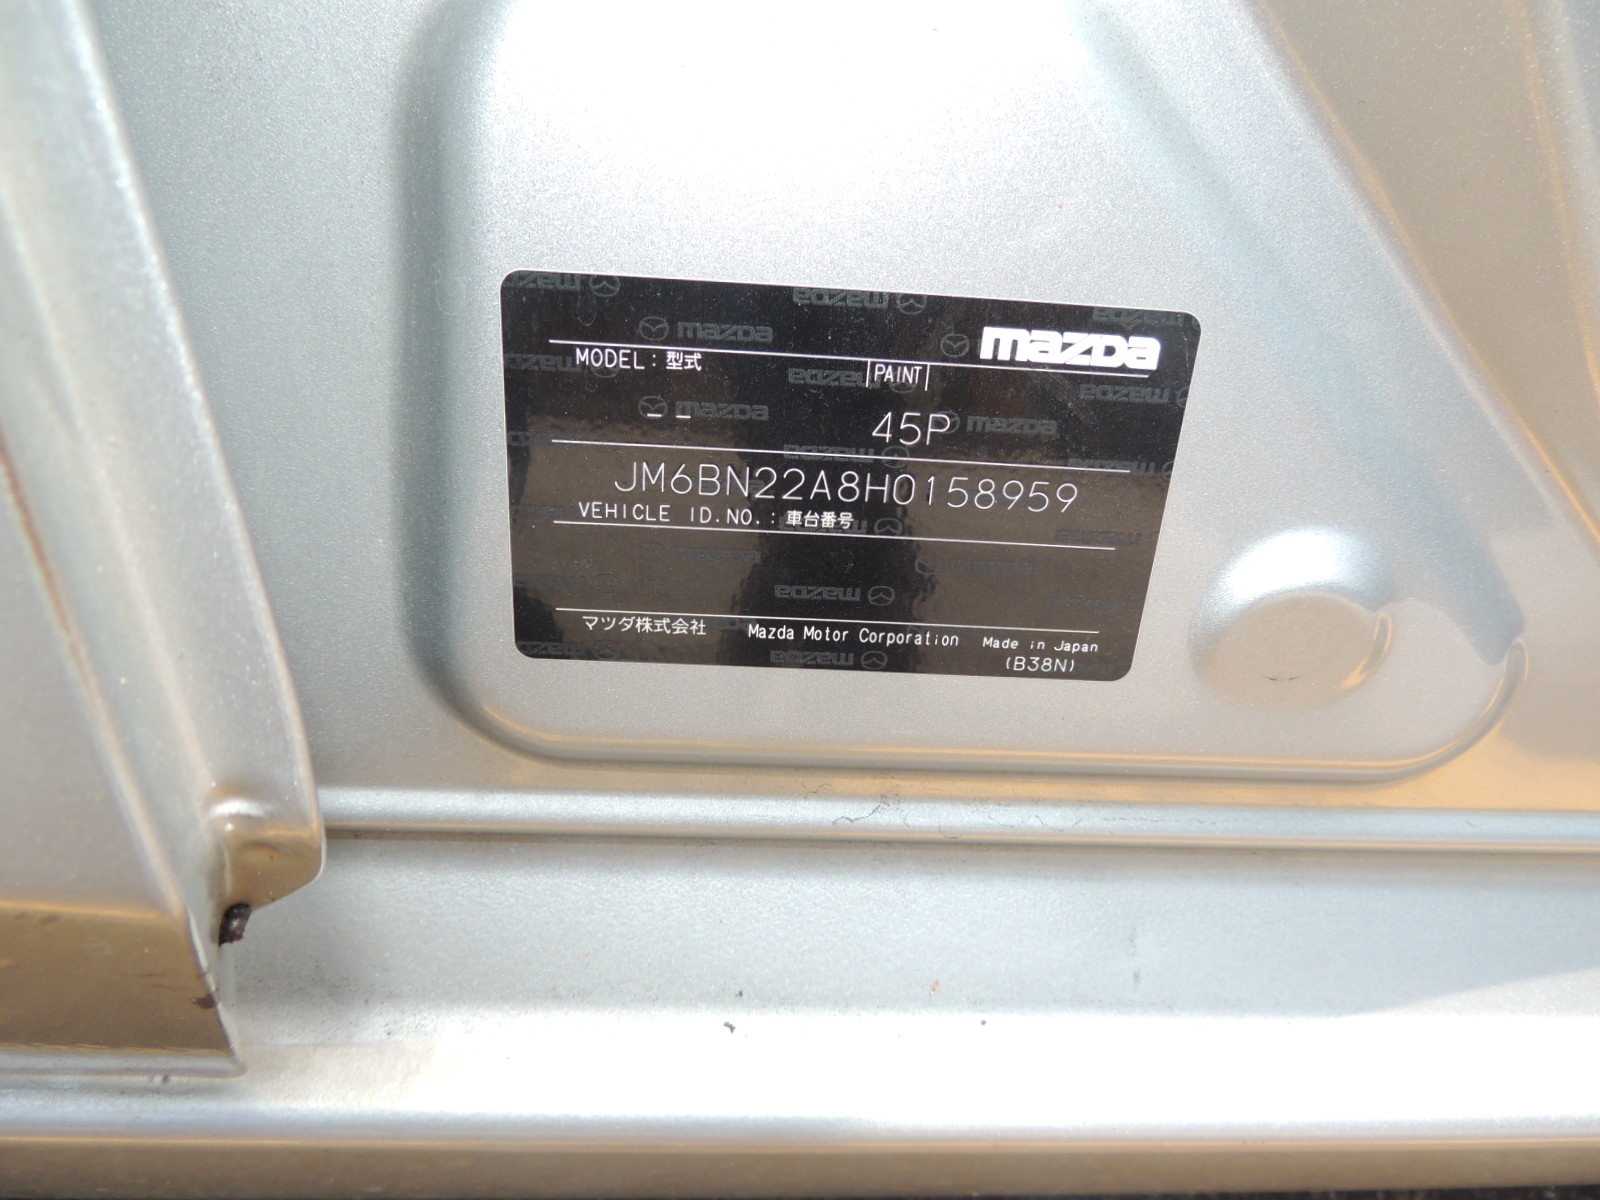 mazda
MODEL : 型式 PAINT
-- 45P
JM6BN22A8H0158959
VEHICLE ID.NO.: 車台番号
マツダ株式会社 Mazda Motor Corporation Made in Japan
(B38N)